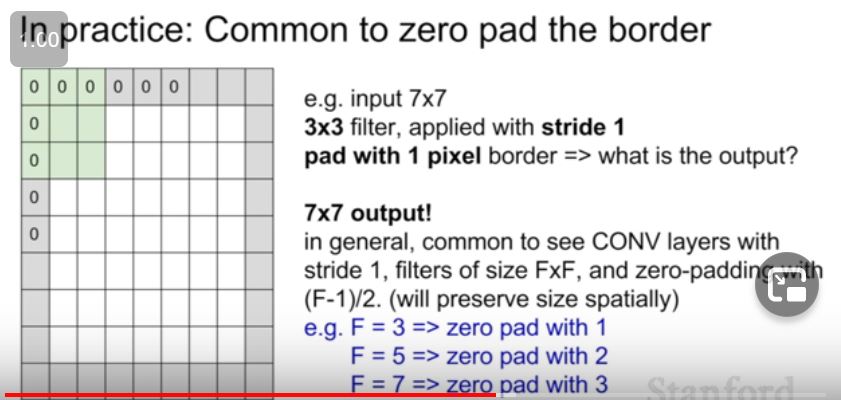 In practice: Common to zero pad the border
1.00
0 0 0 0 0 0
0
0
0
0
e.g. input 7x7
3x3 filter, applied with stride 1
pad with 1 pixel border => what is the output?
7x7 output!
in general, common to see CONV layers with
stride 1, filters of size FxF, and zero-padding with
(F-1)/2. (will preserve size spatially)
e.g. F = 3 => zero pad with 1
F = 5 => zero pad with 2
F = 7 => zero pad with 3
Stanford